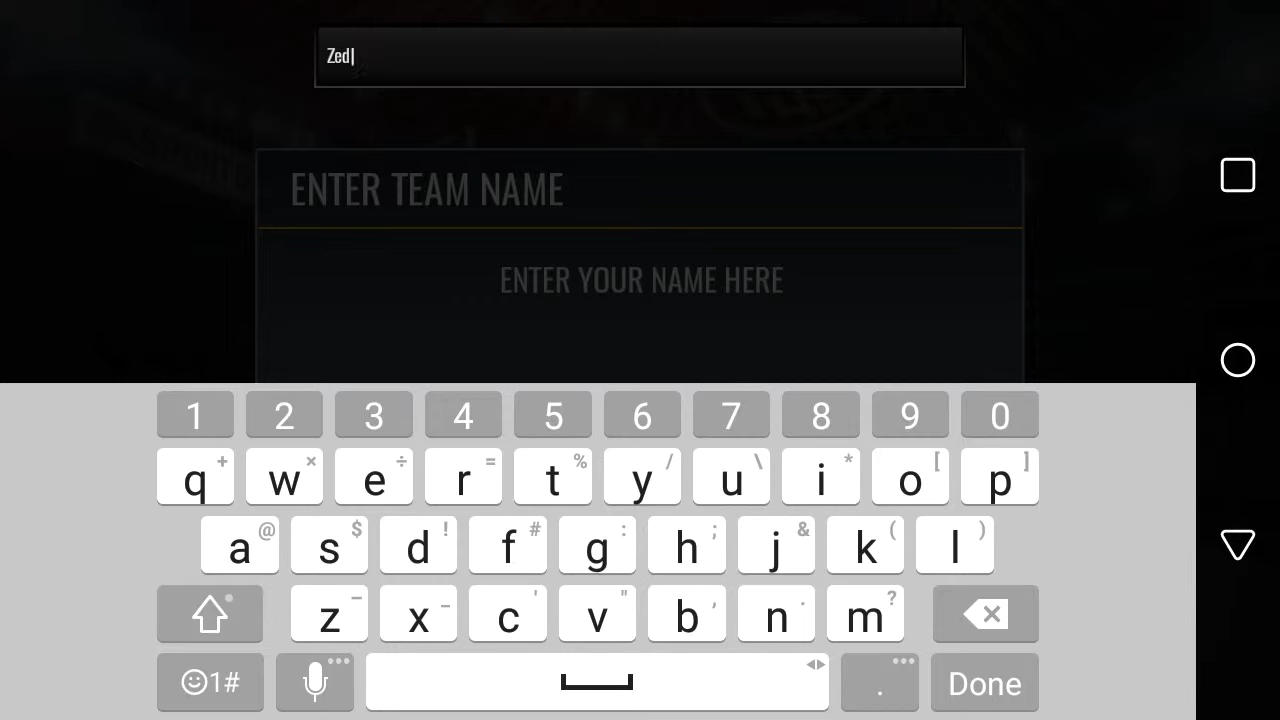 Zed
ENTER TEAM NAME
ENTER YOUR NAME HERE
1 2 3 4 5 6 7 8 9 0
q + w × e ÷ r = t % y / u \ i * o [ p ]
a @ s $ d ! f # g : h ; j & k ( l )
z – x _ c ' v " b , n . m ?
1# . Done